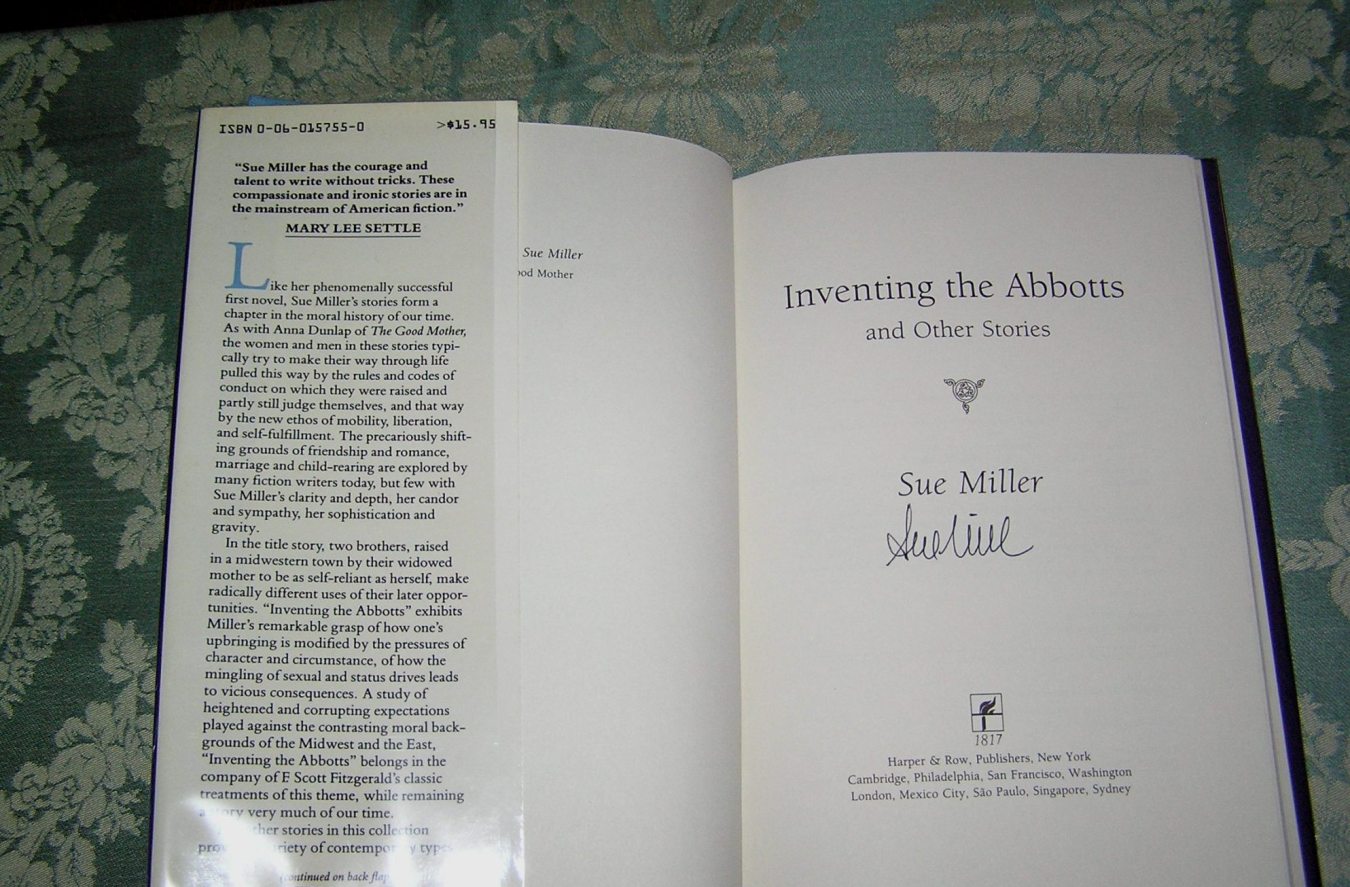 ISBN 0-06-015755-0 >$15.95
“Sue Miller has the courage and
talent to write without tricks. These
compassionate and ironic stories are in
the mainstream of American fiction.”
MARY LEE SETTLE
Like her phenomenally successful
first novel, Sue Miller’s stories form a
chapter in the moral history of our time.
As with Anna Dunlap of The Good Mother,
the women and men in these stories typi-
cally try to make their way through life
pulled this way by the rules and codes of
conduct on which they were raised and
partly still judge themselves, and that way
by the new ethos of mobility, liberation,
and self-fulfillment. The precariously shift-
ing grounds of friendship and romance,
marriage and child-rearing are explored by
many fiction writers today, but few with
Sue Miller’s clarity and depth, her candor
and sympathy, her sophistication and
gravity.
In the title story, two brothers, raised
in a midwestern town by their widowed
mother to be as self-reliant as herself, make
radically different uses of their later oppor-
tunities. “Inventing the Abbotts” exhibits
Miller’s remarkable grasp of how one’s
upbringing is modified by the pressures of
character and circumstance, of how the
mingling of sexual and status drives leads
to vicious consequences. A study of
heightened and corrupting expectations
played against the contrasting moral back-
grounds of the Midwest and the East,
“Inventing the Abbotts” belongs in the
company of F. Scott Fitzgerald’s classic
treatments of this theme, while remaining
very much of our time.
stories in this collection
of
continued on back flap
Sue Miller
Mother
Inventing the Abbotts
and Other Stories
Sue Miller
Sue Miller
1817
Harper & Row, Publishers, New York
Cambridge, Philadelphia, San Francisco, Washington
London, Mexico City, São Paulo, Singapore, Sydney